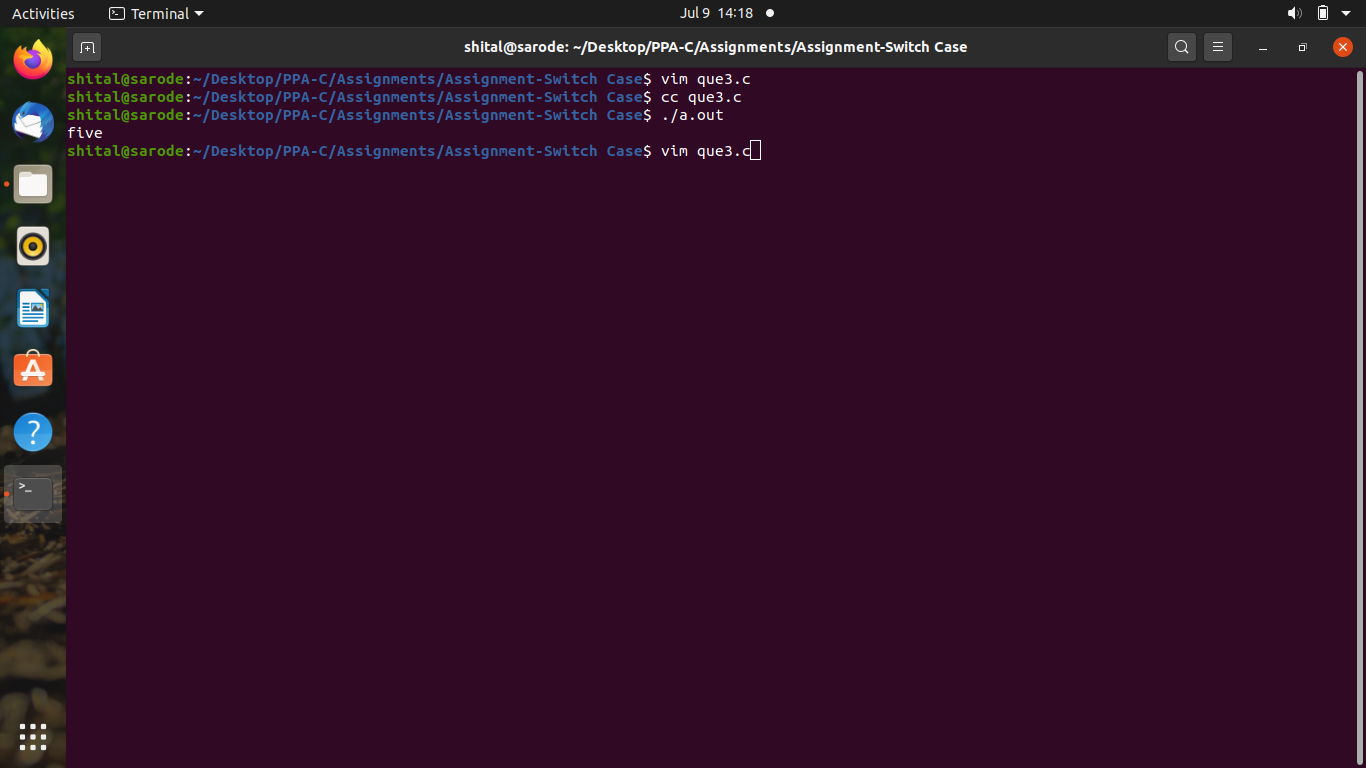 Activities
Terminal
Jul 9 14:18
shital@sarode: ~/Desktop/PPA-C/Assignments/Assignment-Switch Case
shital@sarode:~/Desktop/PPA-C/Assignments/Assignment-Switch Case$ vim que3.c
shital@sarode:~/Desktop/PPA-C/Assignments/Assignment-Switch Case$ cc que3.c
shital@sarode:~/Desktop/PPA-C/Assignments/Assignment-Switch Case$ ./a.out
five
shital@sarode:~/Desktop/PPA-C/Assignments/Assignment-Switch Case$ vim que3.c